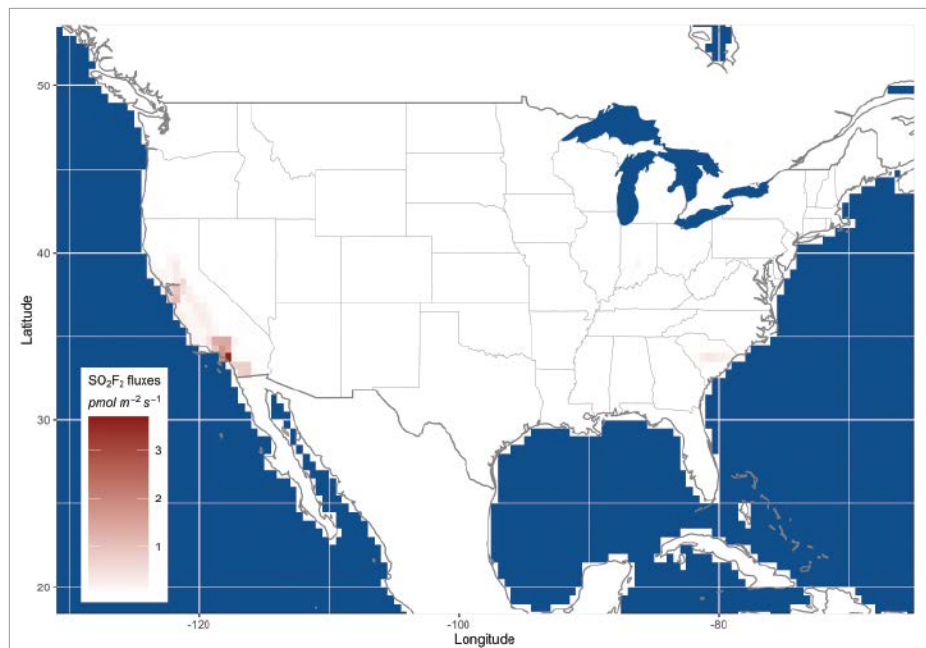 50
40
30
20
Latitude
SO₂F₂ fluxes
pmol m⁻² s⁻¹
3
2
1
-120
-100
-80
Longitude